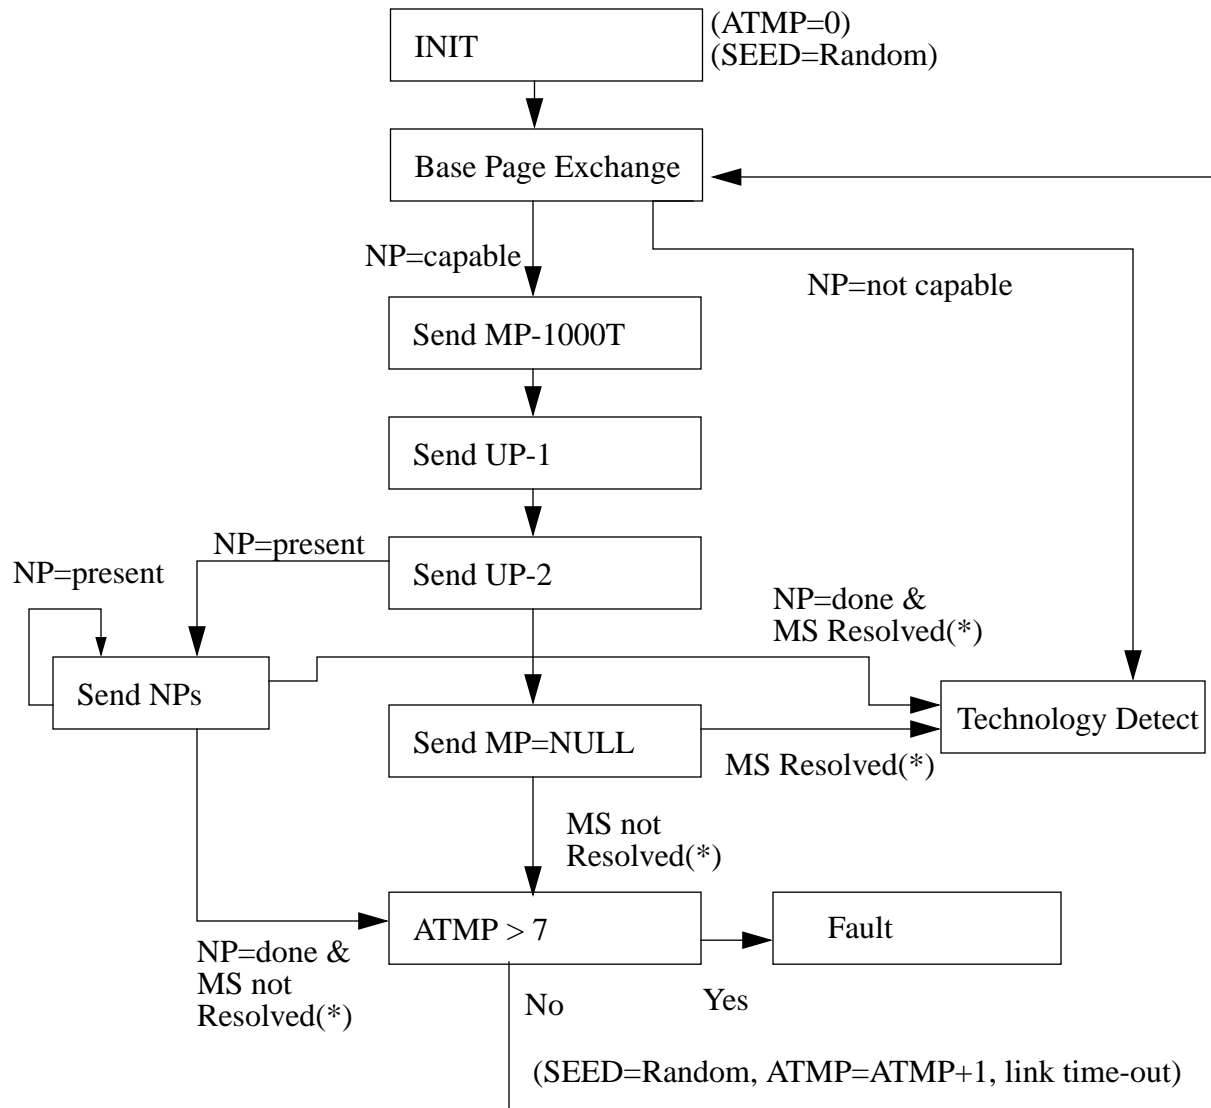 INIT
(ATMP=0)
(SEED=Random)
Base Page Exchange
NP=capable
NP=not capable
Send MP-1000T
Send UP-1
NP=present
Send UP-2
NP=present
NP=done &
MS Resolved(*)
Send NPs
Technology Detect
Send MP=NULL
MS Resolved(*)
MS not
Resolved(*)
ATMP > 7
Fault
NP=done &
MS not
Resolved(*)
No
Yes
(SEED=Random, ATMP=ATMP+1, link time-out)